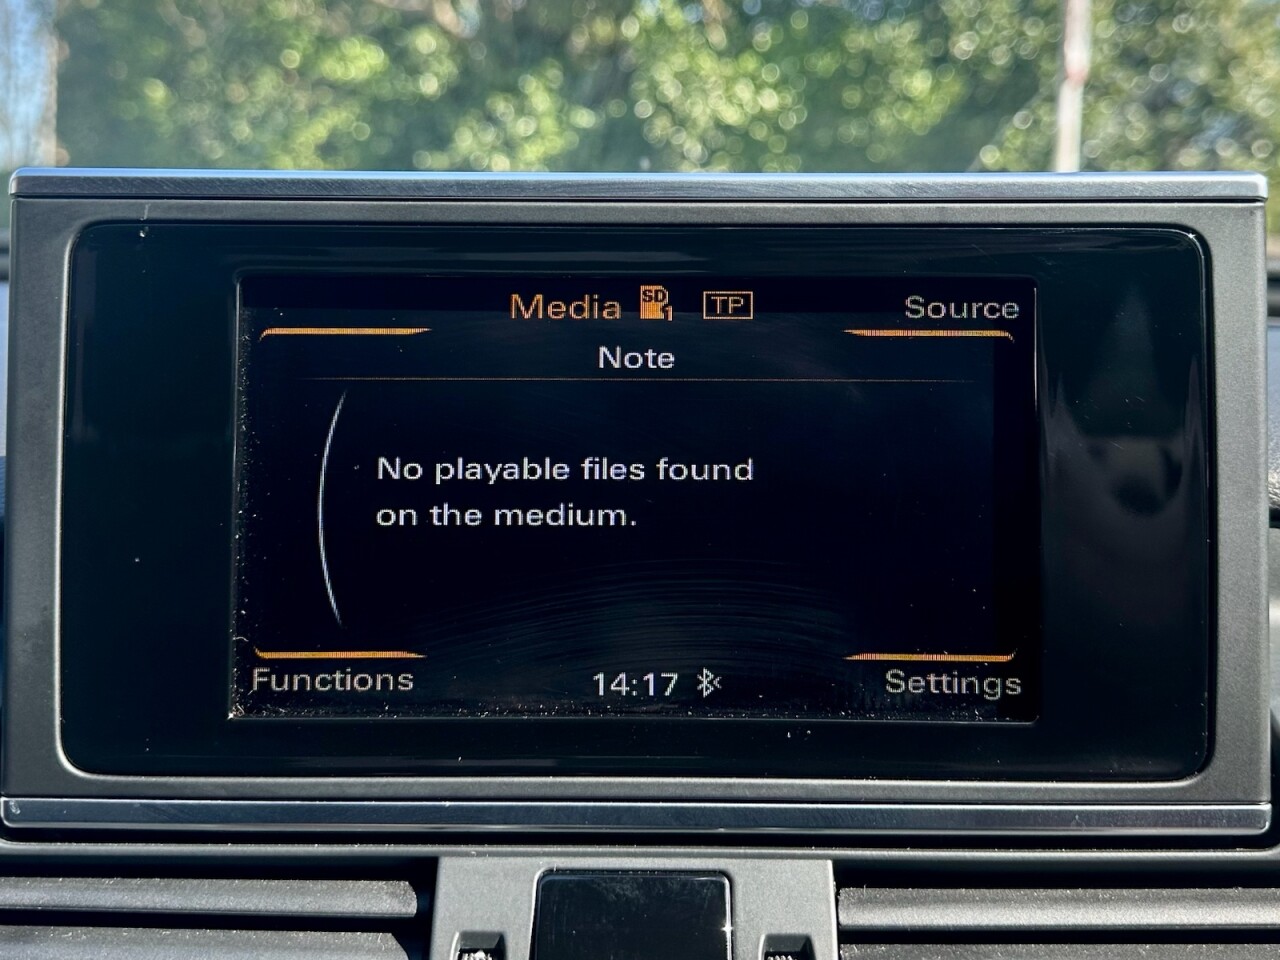 Media SD 1 TP Source
Note
No playable files found
on the medium.
Functions 14:17 Settings